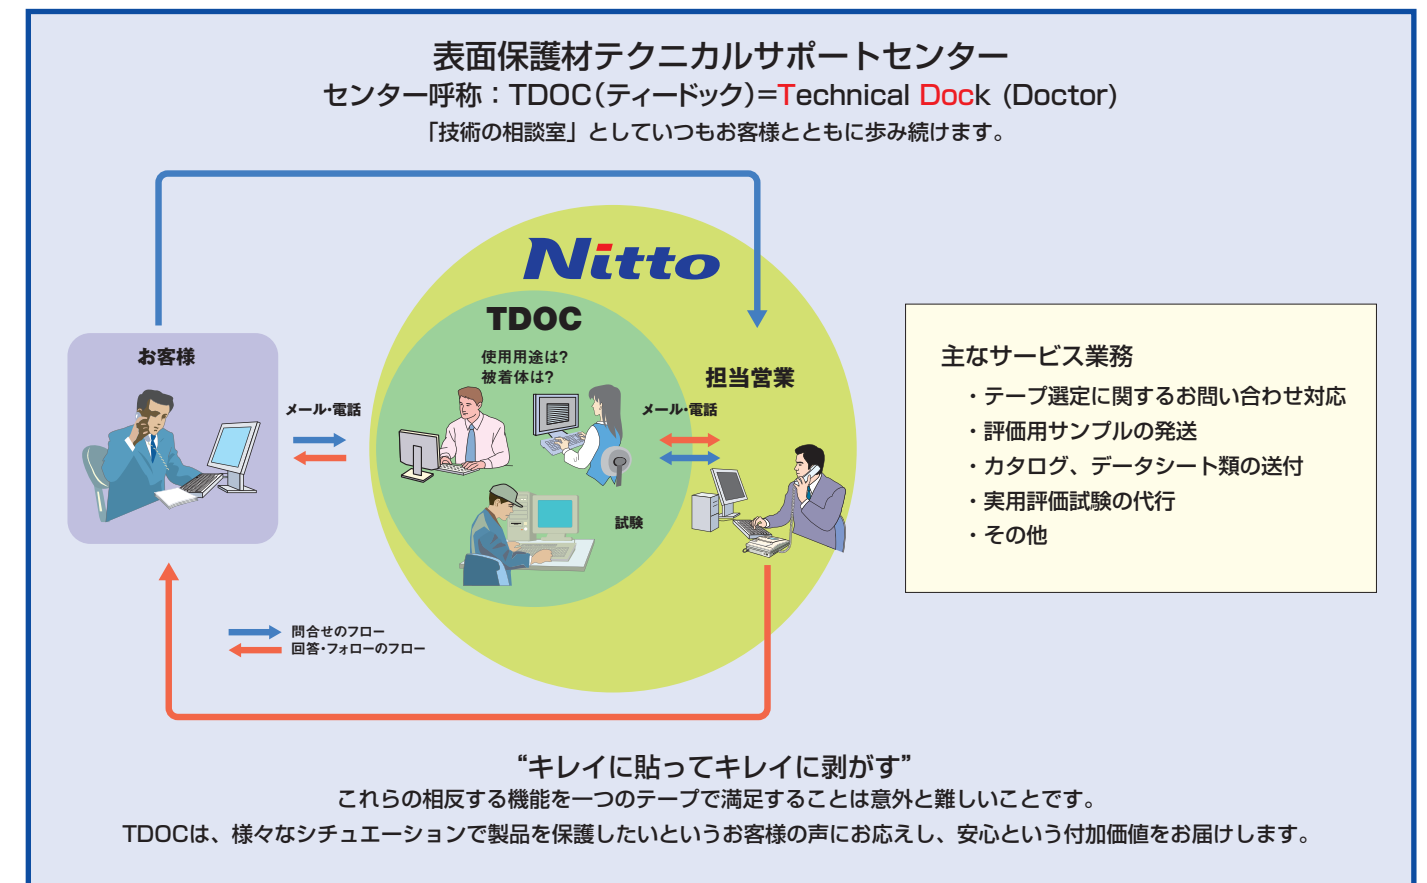 表面保護材テクニカルサポートセンター
センター呼称：TDOC（ティードック）=Technical Dock (Doctor)
「技術の相談室」としていつもお客様とともに歩み続けます。
Nitto
TDOC
使用用途は？
被着体は？
お客様
メール・電話
メール・電話
担当営業
試験
問合せのフロー
回答・フォローのフロー
主なサービス業務
・テープ選定に関するお問い合わせ対応
・評価用サンプルの発送
・カタログ、データシート類の送付
・実用評価試験の代行
・その他
“キレイに貼ってキレイに剥がす”
これらの相反する機能を一つのテープで満足することは意外と難しいことです。
TDOCは、様々なシチュエーションで製品を保護したいというお客様の声にお応えし、安心という付加価値をお届けします。